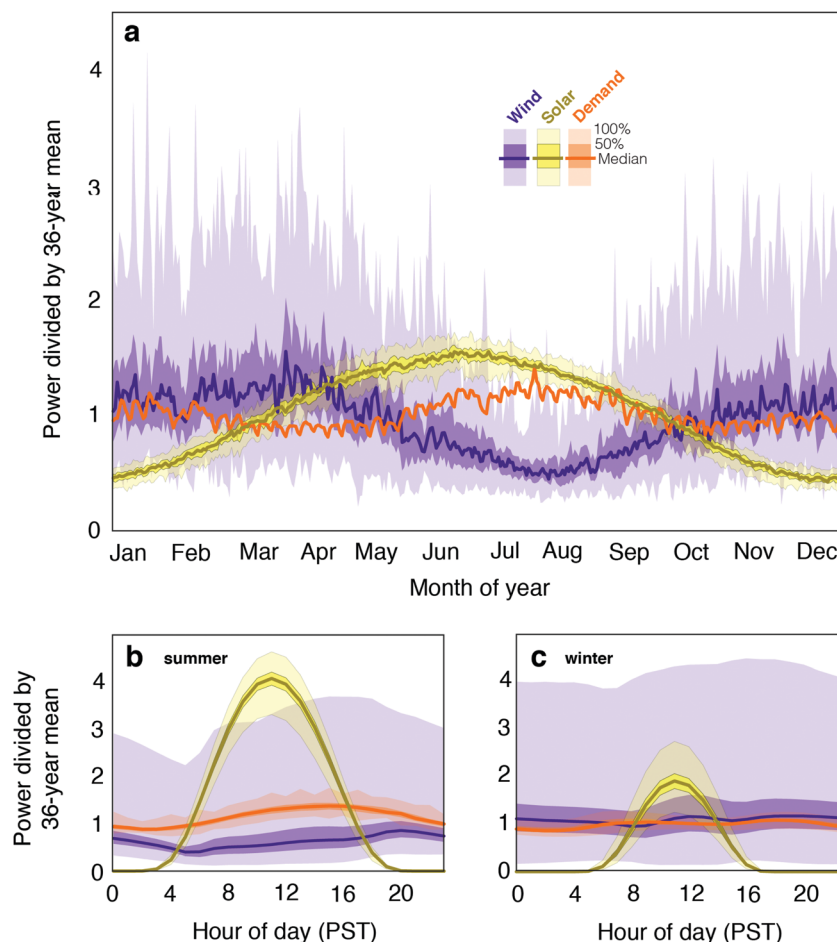 a
4
3
2
1
0
Power divided by 36-year mean
Wind
Solar
Demand
100%
50%
Median
Jan Feb Mar Apr May Jun Jul Aug Sep Oct Nov Dec
Month of year
b summer
4
3
2
1
0
Power divided by
36-year mean
0 4 8 12 16 20
Hour of day (PST)
c winter
4
3
2
1
0
0 4 8 12 16 20
Hour of day (PST)